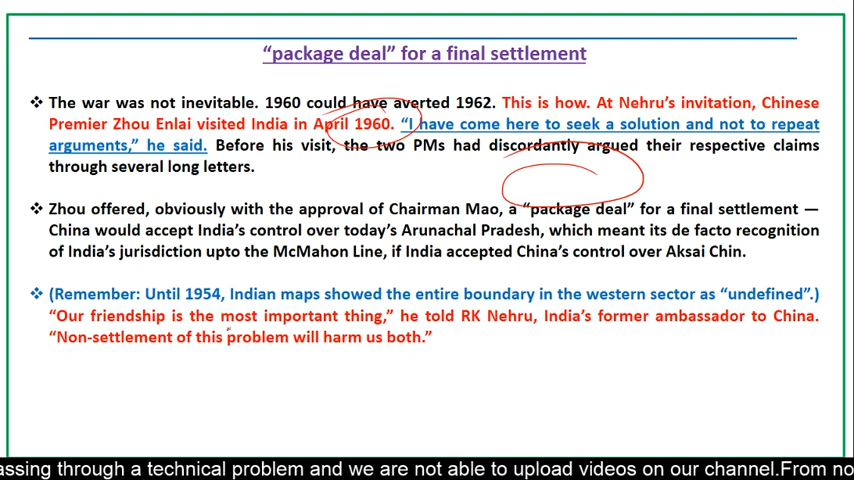 “package deal” for a final settlement
❖ The war was not inevitable. 1960 could have averted 1962. This is how. At Nehru’s invitation, Chinese
Premier Zhou Enlai visited India in April 1960. “I have come here to seek a solution and not to repeat
arguments,” he said. Before his visit, the two PMs had discordantly argued their respective claims
through several long letters.
❖ Zhou offered, obviously with the approval of Chairman Mao, a “package deal” for a final settlement —
China would accept India’s control over today’s Arunachal Pradesh, which meant its de facto recognition
of India’s jurisdiction upto the McMahon Line, if India accepted China’s control over Aksai Chin.
❖ (Remember: Until 1954, Indian maps showed the entire boundary in the western sector as “undefined”.)
“Our friendship is the most important thing,” he told RK Nehru, India’s former ambassador to China.
“Non-settlement of this problem will harm us both.”
assing through a technical problem and we are not able to upload videos on our channel.From no